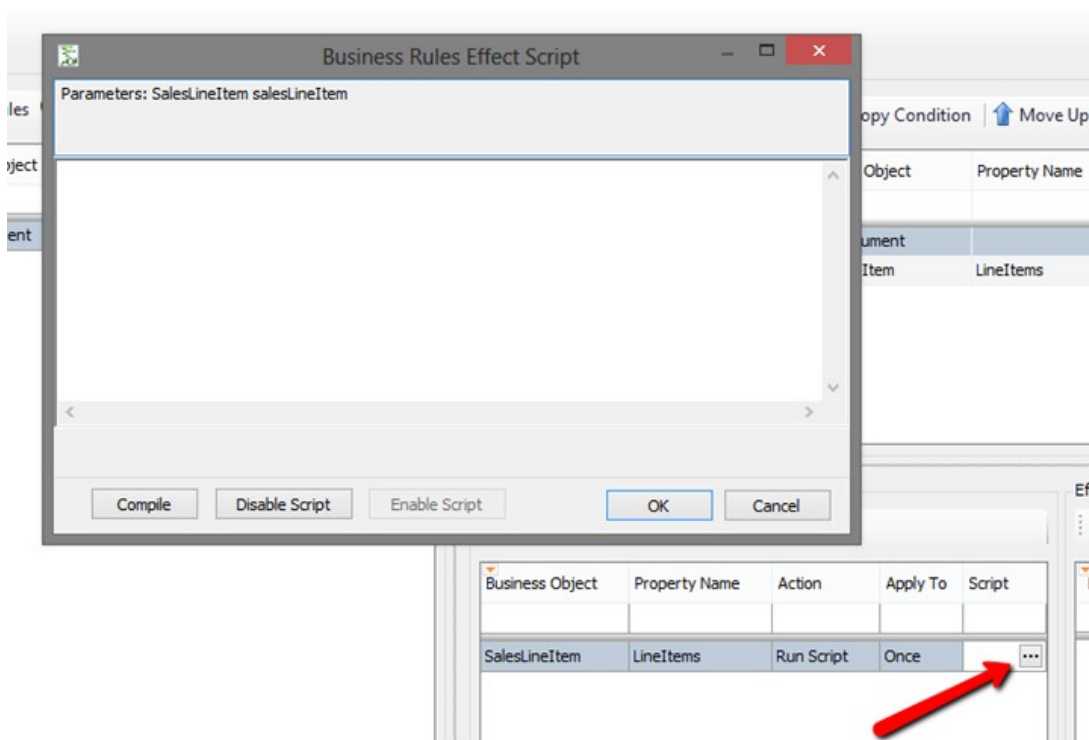 Business Rules Effect Script
Parameters: SalesLineItem salesLineItem
les
opy Condition Move Up
ject
Object Property Name
ent
ument
Item LineItems
Compile Disable Script Enable Script OK Cancel
Ef
Business Object Property Name Action Apply To Script
SalesLineItem LineItems Run Script Once ...